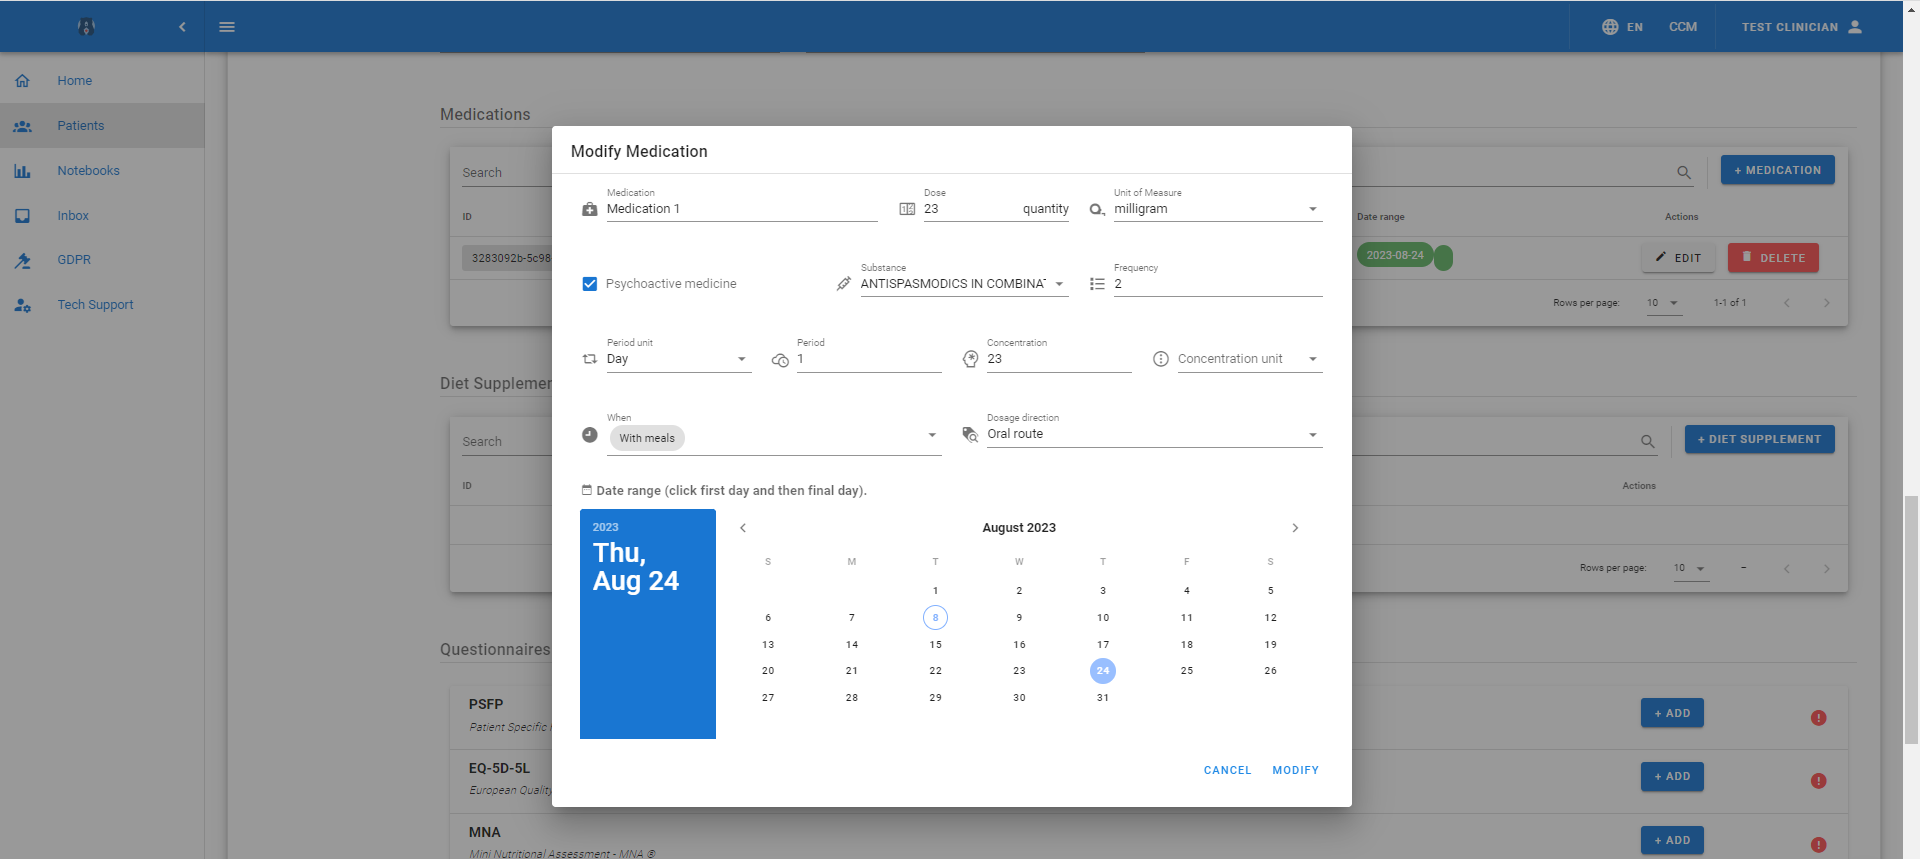 EN
CCM
TEST CLINICIAN
Home
Patients
Notebooks
Inbox
GDPR
Tech Support
Medications
Search
+ MEDICATION
ID
Date range
Actions
3283092b-5c98
2023-08-24
EDIT
DELETE
Rows per page:
10
1-1 of 1
Diet Supplemen
Search
+ DIET SUPPLEMENT
ID
Actions
Rows per page:
10
–
Questionnaires
PSFP
Patient Specific
+ ADD
EQ-5D-5L
European Quality
+ ADD
MNA
Mini Nutritional Assessment - MNA ®
+ ADD
Modify Medication
Medication
Medication 1
Dose
23
quantity
Unit of Measure
milligram
Psychoactive medicine
Substance
ANTISPASMODICS IN COMBINAT
Frequency
2
Period unit
Day
Period
1
Concentration
23
Concentration unit
When
With meals
Dosage direction
Oral route
Date range (click first day and then final day).
2023
Thu,
Aug 24
August 2023
S M T W T F S
1 2 3 4 5
6 7 8 9 10 11 12
13 14 15 16 17 18 19
20 21 22 23 24 25 26
27 28 29 30 31
CANCEL
MODIFY